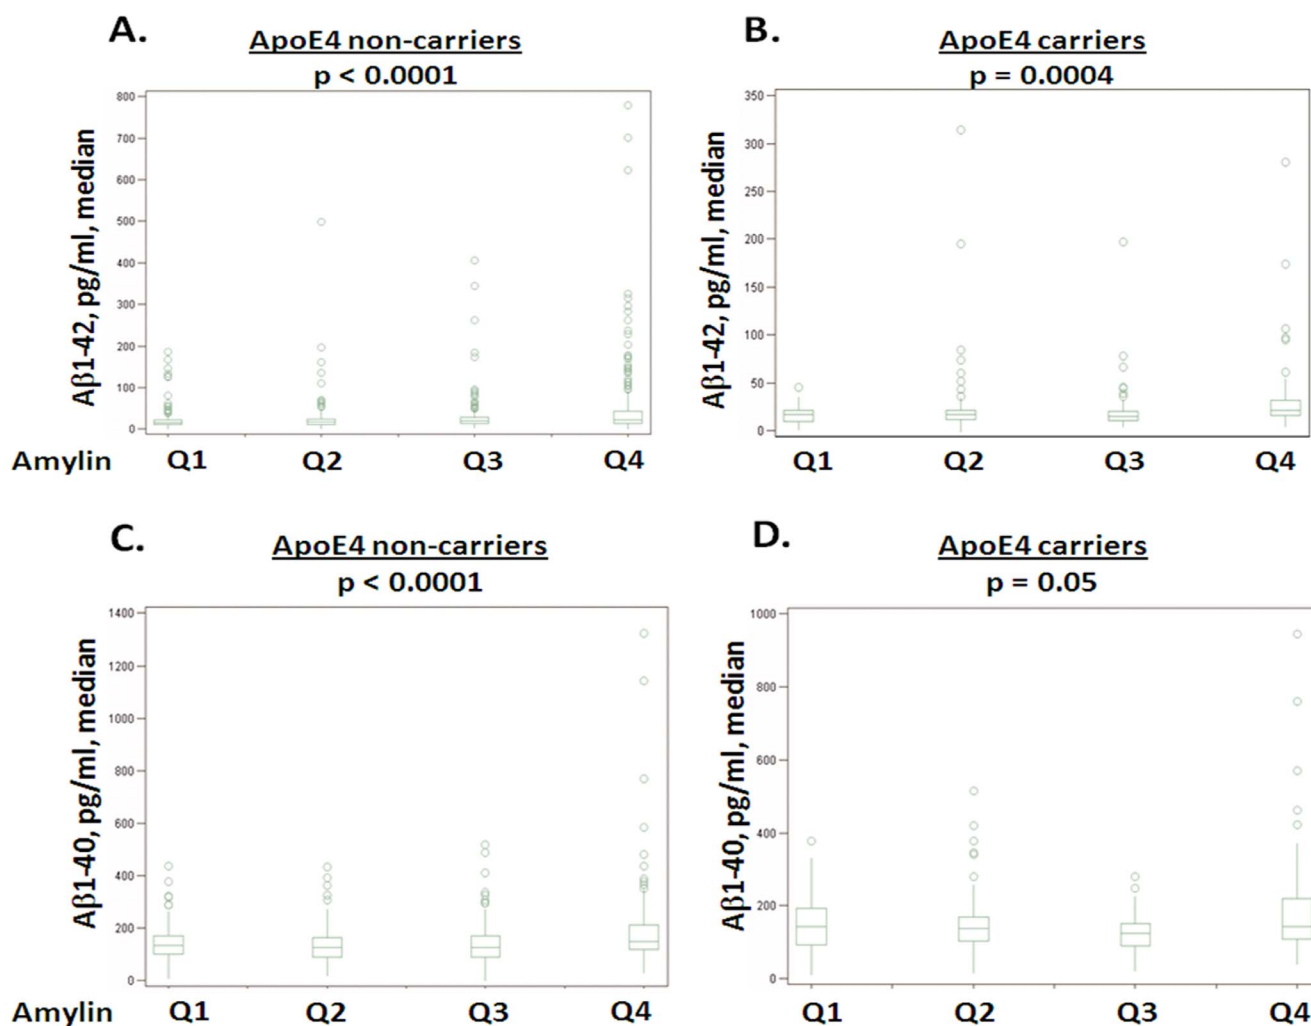 A.
ApoE4 non-carriers
p < 0.0001
Aβ1-42, pg/ml, median
800
700
600
500
400
300
200
100
0
Amylin Q1 Q2 Q3 Q4
B.
ApoE4 carriers
p = 0.0004
Aβ1-42, pg/ml, median
350
300
250
200
150
100
50
0
Q1 Q2 Q3 Q4
C.
ApoE4 non-carriers
p < 0.0001
Aβ1-40, pg/ml, median
1400
1200
1000
800
600
400
200
0
Amylin Q1 Q2 Q3 Q4
D.
ApoE4 carriers
p = 0.05
Aβ1-40, pg/ml, median
1000
800
600
400
200
0
Q1 Q2 Q3 Q4